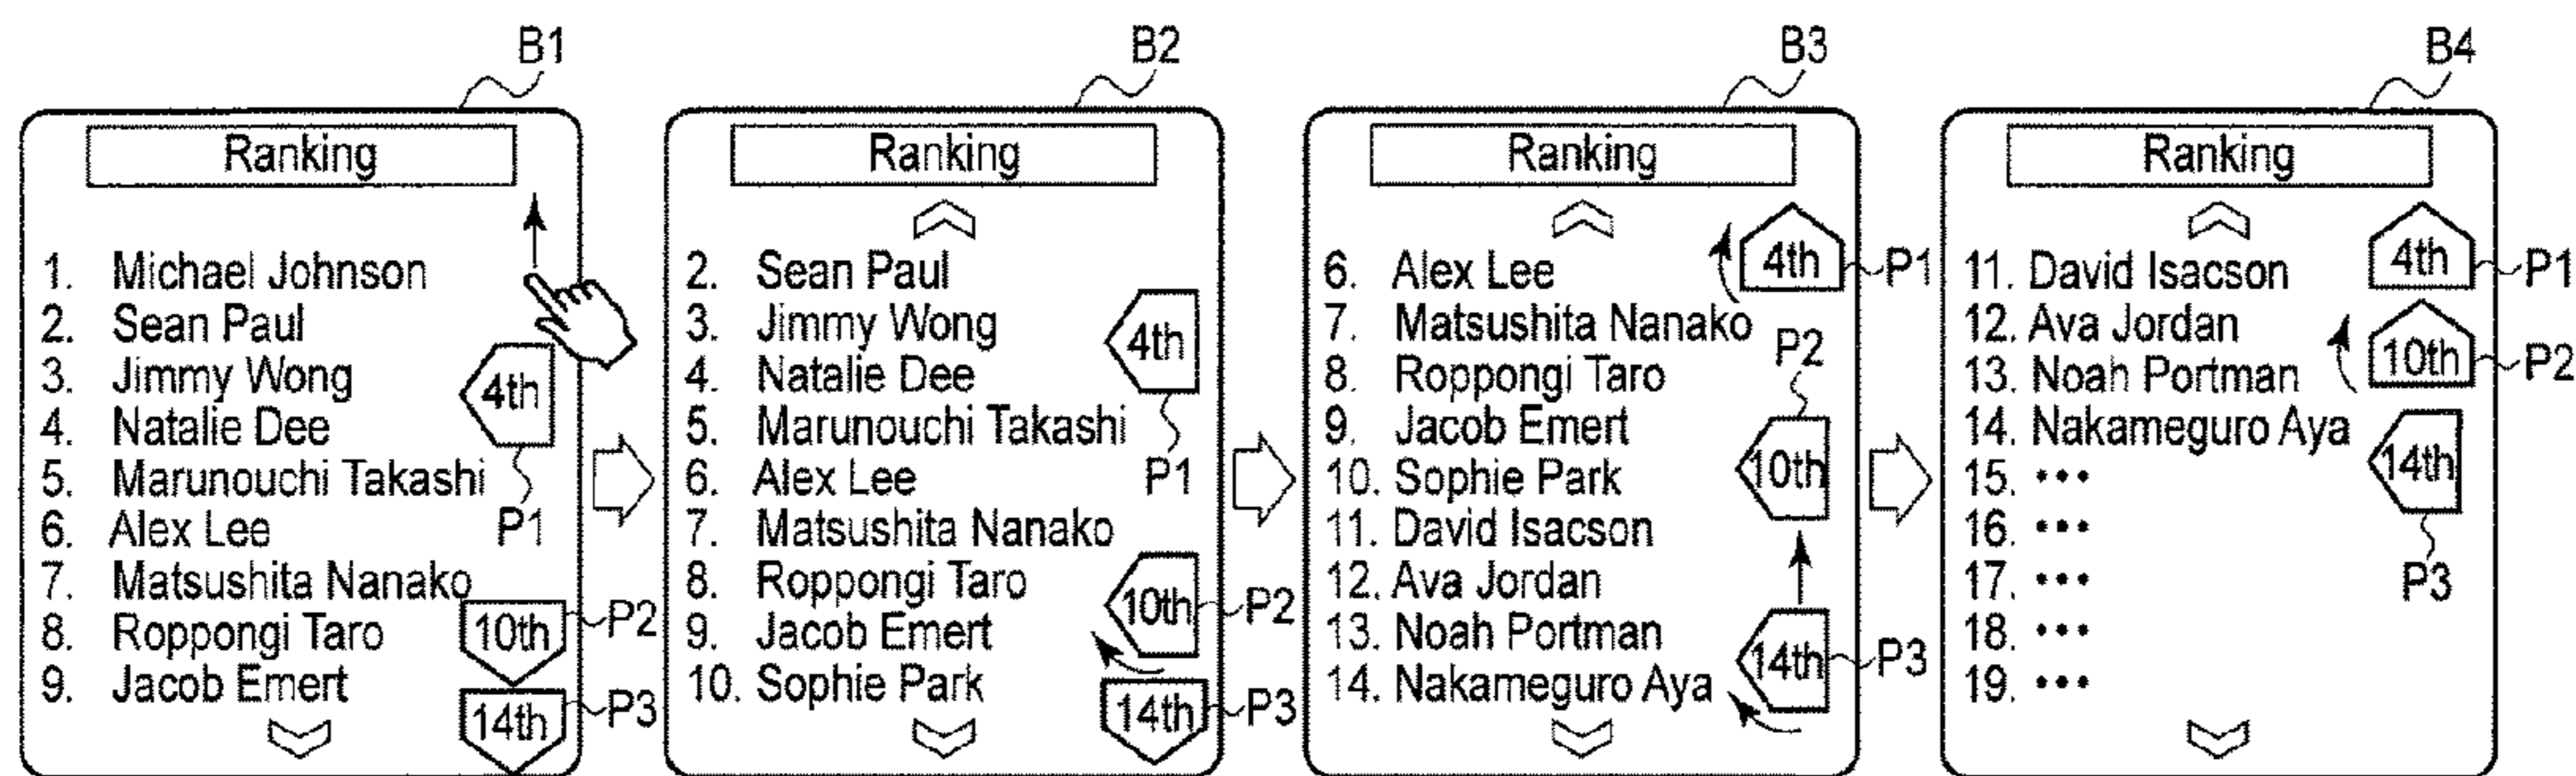 B1
Ranking
1. Michael Johnson
2. Sean Paul
3. Jimmy Wong
4. Natalie Dee
5. Marunouchi Takashi
6. Alex Lee
7. Matsushita Nanako
8. Roppongi Taro
9. Jacob Emert
4th
P1
10th
P2
14th
P3
B2
Ranking
2. Sean Paul
3. Jimmy Wong
4. Natalie Dee
5. Marunouchi Takashi
6. Alex Lee
7. Matsushita Nanako
8. Roppongi Taro
9. Jacob Emert
10. Sophie Park
4th
P1
10th
P2
14th
P3
B3
Ranking
6. Alex Lee
7. Matsushita Nanako
8. Roppongi Taro
9. Jacob Emert
10. Sophie Park
11. David Isacson
12. Ava Jordan
13. Noah Portman
14. Nakameguro Aya
4th
P1
P2
10th
14th
P3
B4
Ranking
11. David Isacson
12. Ava Jordan
13. Noah Portman
14. Nakameguro Aya
15. •••
16. •••
17. •••
18. •••
19. •••
4th
P1
10th
P2
14th
P3